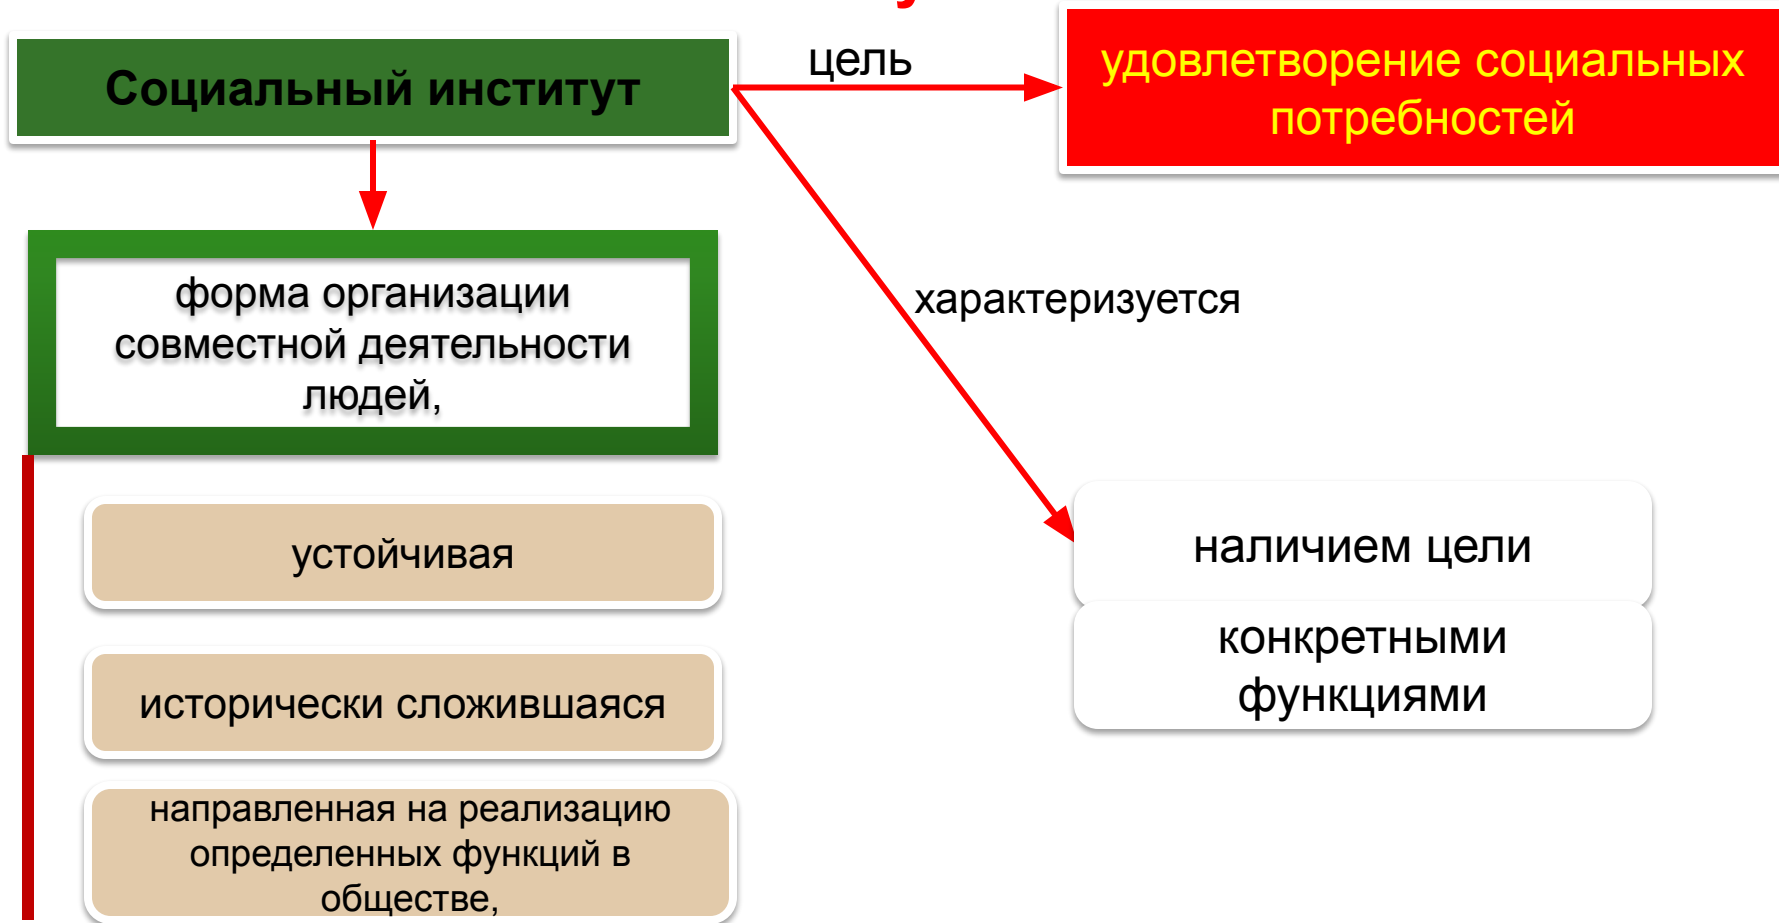 Социальный институт
цель
удовлетворение социальных
потребностей
форма организации
совместной деятельности
людей,
характеризуется
устойчивая
наличием цели
конкретными
функциями
исторически сложившаяся
направленная на реализацию
определенных функций в
обществе,